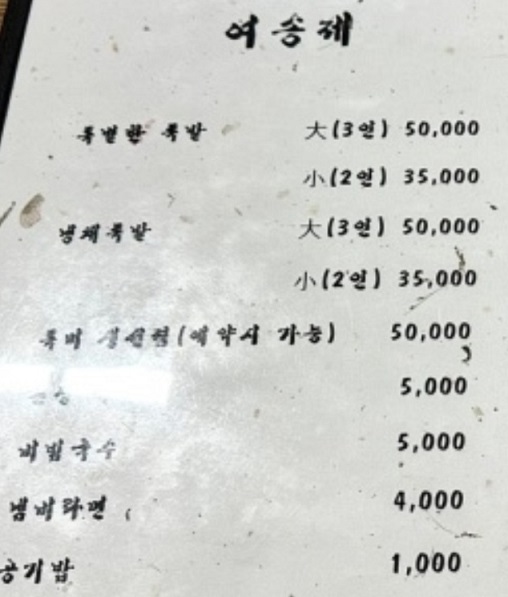 여송제
특별한 족발 大(3인) 50,000
小(2인) 35,000
냉채족발 大(3인) 50,000
小(2인) 35,000
(예약시 가능) 50,000
5,000
비빔국수 5,000
냄비라면 4,000
공기밥 1,000